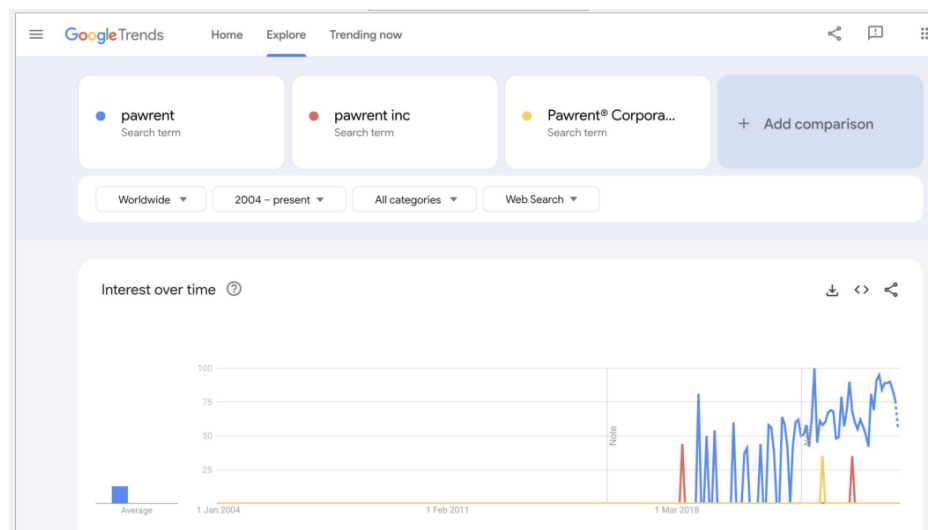 Google Trends
Home
Explore
Trending now
pawrent
Search term
pawrent inc
Search term
Pawrent® Corpora...
Search term
+ Add comparison
Worldwide
2004 – present
All categories
Web Search
Interest over time
100
75
50
25
Note
Average
1 Jan 2004
1 Feb 2011
1 Mar 2018